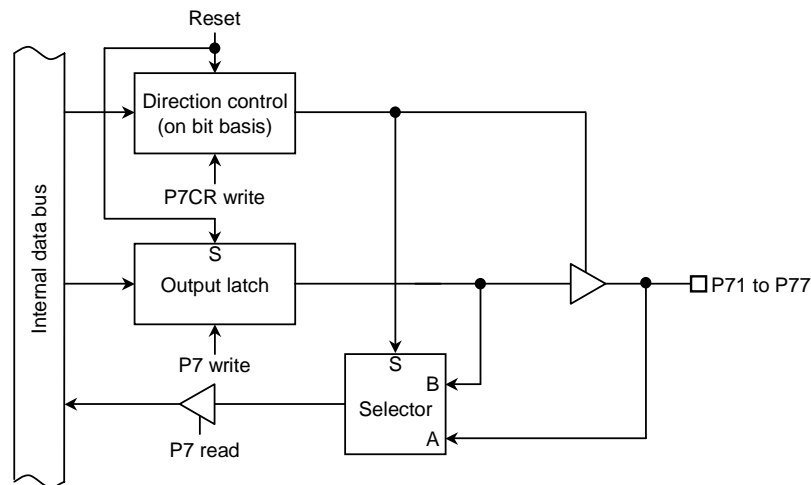 Reset
Direction control
(on bit basis)
P7CR write
Internal data bus
S
Output latch
P71 to P77
P7 write
S
B
Selector
A
P7 read